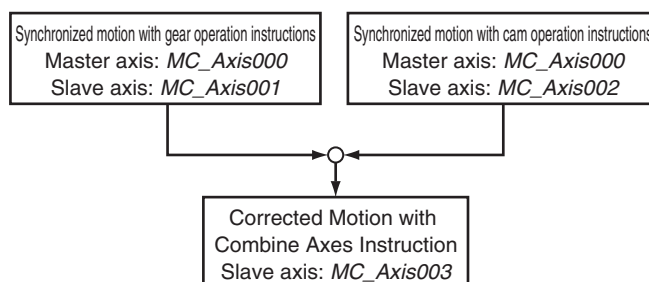 Synchronized motion with gear operation instructions
Master axis: MC_Axis000
Slave axis: MC_Axis001
Synchronized motion with cam operation instructions
Master axis: MC_Axis000
Slave axis: MC_Axis002
Corrected Motion with
Combine Axes Instruction
Slave axis: MC_Axis003